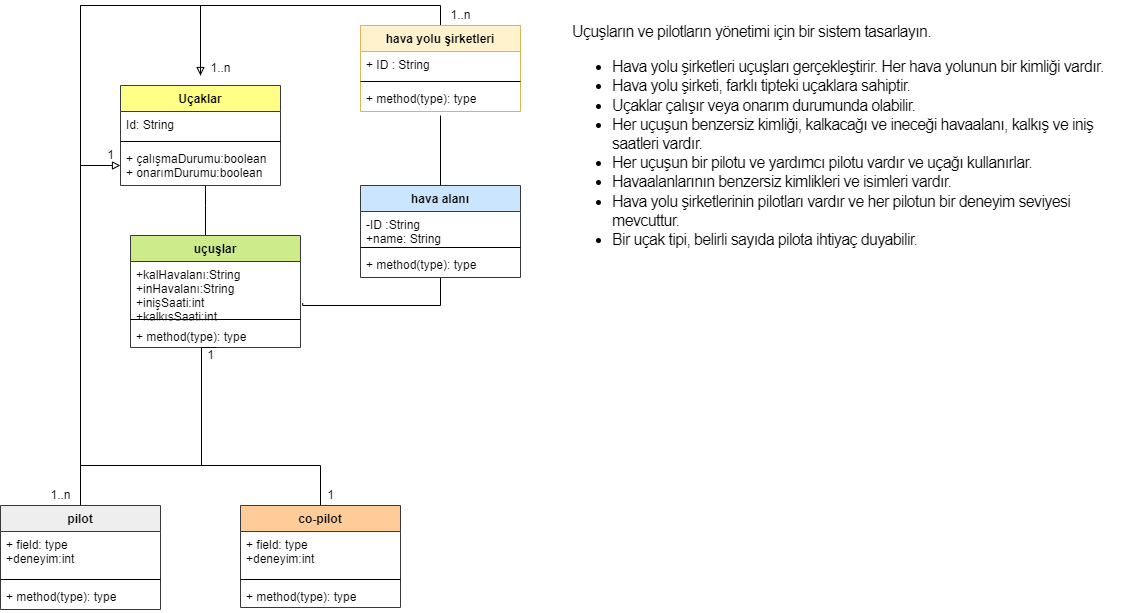 1..n
hava yolu şirketleri
+ ID : String
+ method(type): type
1..n
Uçaklar
Id: String
+ çalışmaDurumu:boolean
+ onarımDurumu:boolean
1
hava alanı
-ID :String
+name: String
+ method(type): type
uçuşlar
+kalHavalanı:String
+inHavalanı:String
+inişSaati:int
+kalkışSaati:int
+ method(type): type
1
1..n
pilot
+ field: type
+deneyim:int
+ method(type): type
1
co-pilot
+ field: type
+deneyim:int
+ method(type): type
Uçuşların ve pilotların yönetimi için bir sistem tasarlayın.
• Hava yolu şirketleri uçuşları gerçekleştirir. Her hava yolunun bir kimliği vardır.
• Hava yolu şirketi, farklı tipteki uçaklara sahiptir.
• Uçaklar çalışır veya onarım durumunda olabilir.
• Her uçuşun benzersiz kimliği, kalkacağı ve ineceği havaalanı, kalkış ve iniş
saatleri vardır.
• Her uçuşun bir pilotu ve yardımcı pilotu vardır ve uçağı kullanırlar.
• Havaalanlarının benzersiz kimlikleri ve isimleri vardır.
• Hava yolu şirketlerinin pilotları vardır ve her pilotun bir deneyim seviyesi
mevcuttur.
• Bir uçak tipi, belirli sayıda pilota ihtiyaç duyabilir.